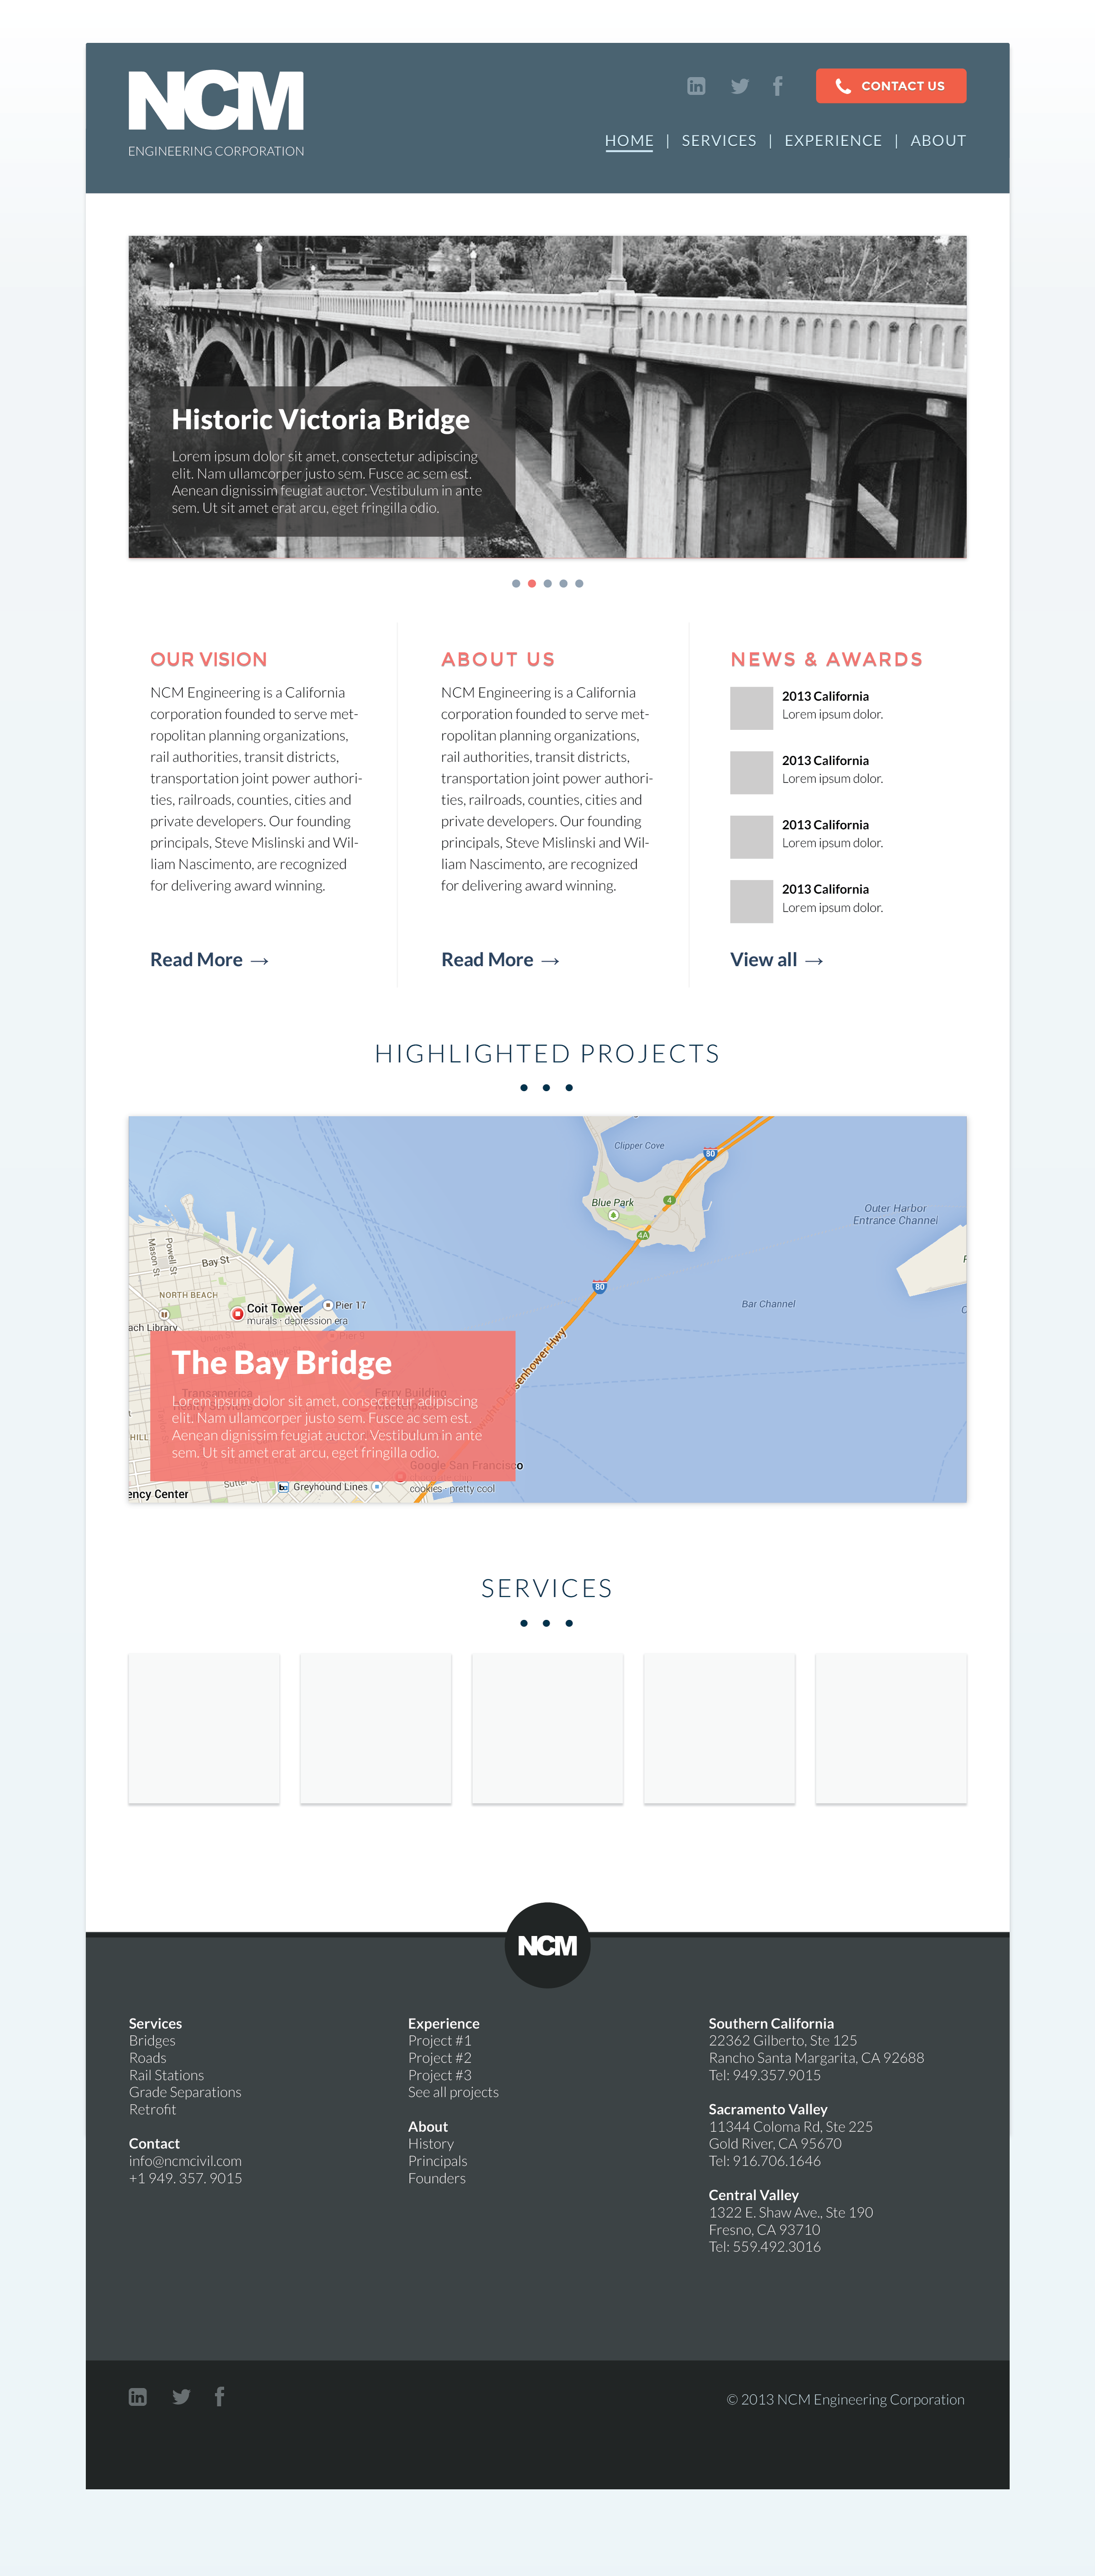 NCM
ENGINEERING CORPORATION
CONTACT US
HOME | SERVICES | EXPERIENCE | ABOUT
Historic Victoria Bridge
Lorem ipsum dolor sit amet, consectetur adipiscing
elit. Nam ullamcorper justo sem. Fusce ac sem est.
Aenean dignissim feugiat auctor. Vestibulum in ante
sem. Ut sit amet erat arcu, eget fringilla odio.
OUR VISION
NCM Engineering is a California
corporation founded to serve met-
ropolitan planning organizations,
rail authorities, transit districts,
transportation joint power authori-
ties, railroads, counties, cities and
private developers. Our founding
principals, Steve Mislinski and Wil-
liam Nascimento, are recognized
for delivering award winning.
Read More →
ABOUT US
NCM Engineering is a California
corporation founded to serve met-
ropolitan planning organizations,
rail authorities, transit districts,
transportation joint power authori-
ties, railroads, counties, cities and
private developers. Our founding
principals, Steve Mislinski and Wil-
liam Nascimento, are recognized
for delivering award winning.
Read More →
NEWS & AWARDS
2013 California
Lorem ipsum dolor.
2013 California
Lorem ipsum dolor.
2013 California
Lorem ipsum dolor.
2013 California
Lorem ipsum dolor.
View all →
HIGHLIGHTED PROJECTS
Clipper Cove
80
Blue Park
4
4A
Outer Harbor
Entrance Channel
80
Bar Channel
Mason St
Powell St
Bay St
NORTH BEACH
Coit Tower
murals · depression era
Pier 17
ach Library
Pier 9
senhower Hwy
The Bay Bridge
Lorem ipsum dolor sit amet, consectetur adipiscing
elit. Nam ullamcorper justo sem. Fusce ac sem est.
Aenean dignissim feugiat auctor. Vestibulum in ante
sem. Ut sit amet erat arcu, eget fringilla odio.
Transamerica
Ferry Building
HILL
Google San Francisco
cookies · pretty cool
Sutter St
Greyhound Lines
ency Center
SERVICES
NCM
Services
Bridges
Roads
Rail Stations
Grade Separations
Retrofit
Contact
info@ncmcivil.com
+1 949. 357. 9015
Experience
Project #1
Project #2
Project #3
See all projects
About
History
Principals
Founders
Southern California
22362 Gilberto, Ste 125
Rancho Santa Margarita, CA 92688
Tel: 949.357.9015
Sacramento Valley
11344 Coloma Rd, Ste 225
Gold River, CA 95670
Tel: 916.706.1646
Central Valley
1322 E. Shaw Ave., Ste 190
Fresno, CA 93710
Tel: 559.492.3016
© 2013 NCM Engineering Corporation